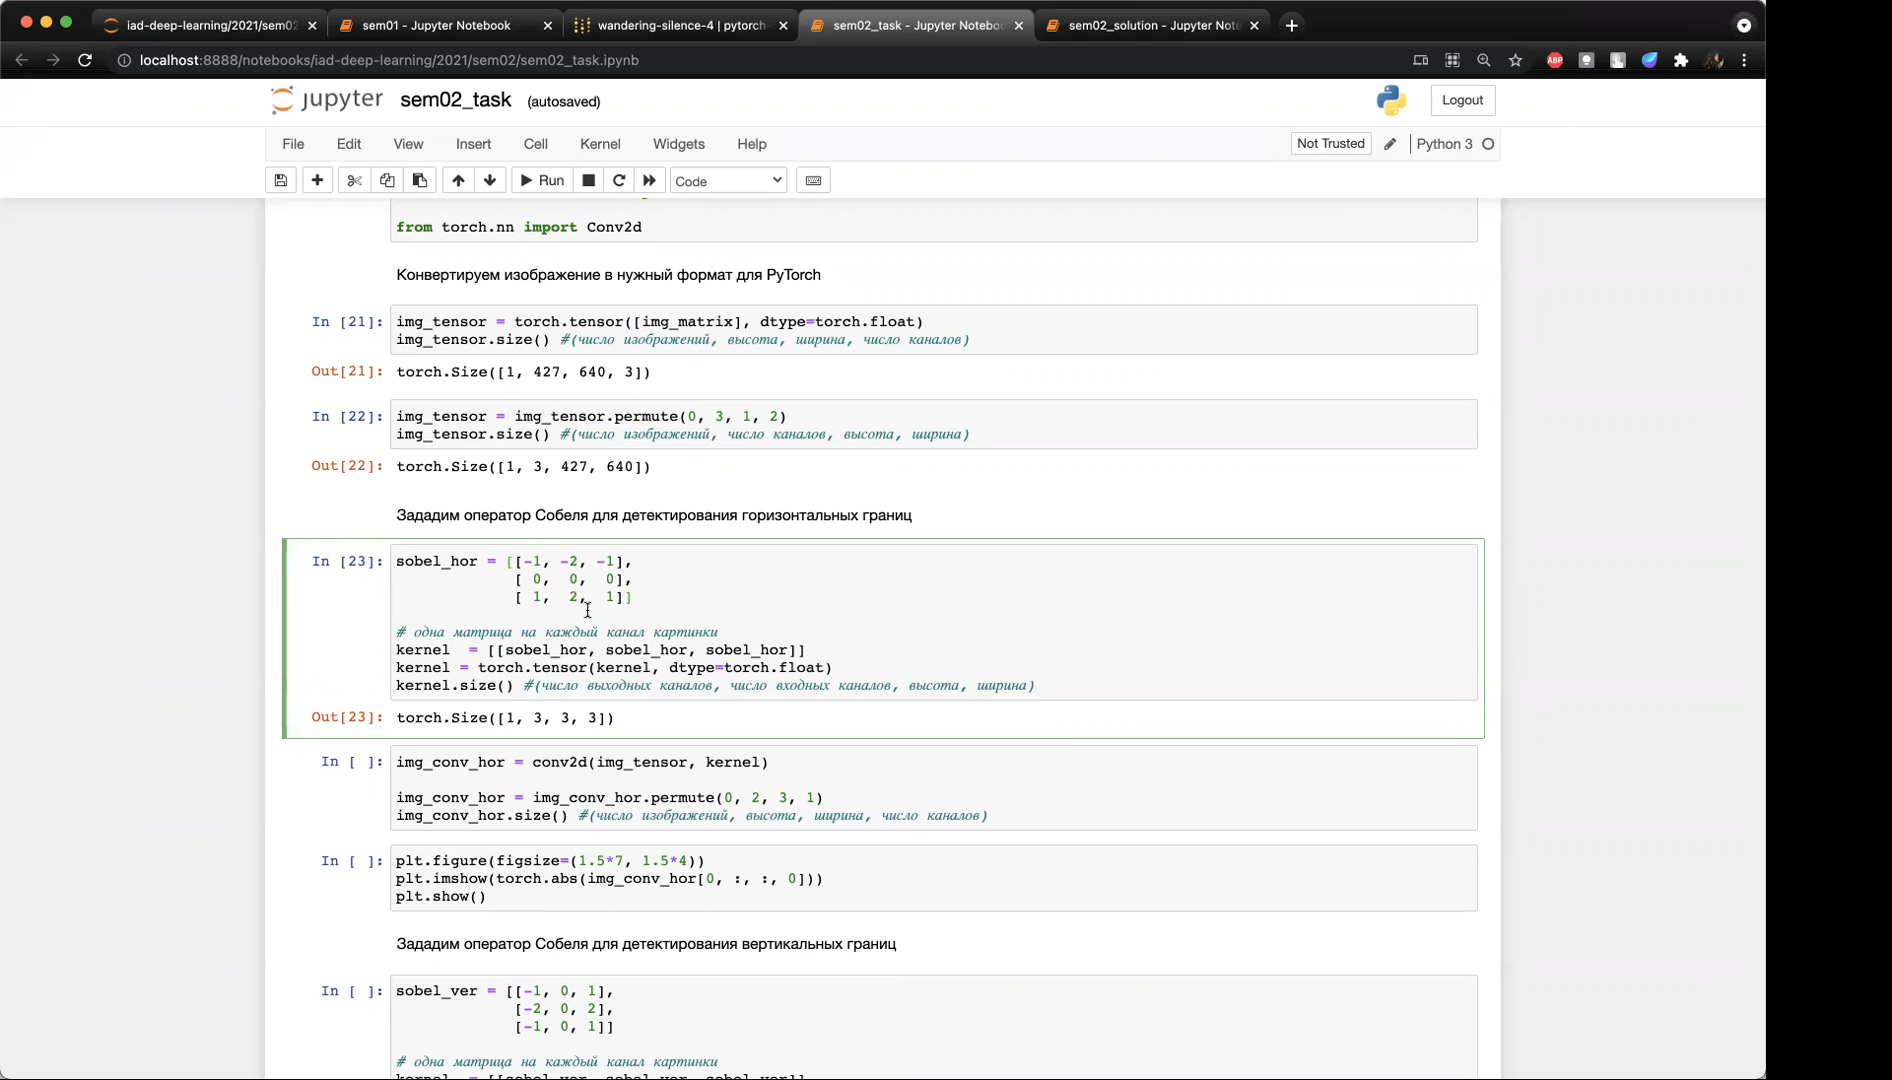 iad-deep-learning/2021/sem02
sem01 - Jupyter Notebook
wandering-silence-4 | pytorch-
sem02_task - Jupyter Notebook
sem02_solution - Jupyter Note
localhost:8888/notebooks/iad-deep-learning/2021/sem02/sem02_task.ipynb
ABP
jupyter sem02_task (autosaved)
Logout
File Edit View Insert Cell Kernel Widgets Help
Not Trusted
Python 3
Run
Code
from torch.nn import Conv2d
Конвертируем изображение в нужный формат для PyTorch
In [21]: img_tensor = torch.tensor([img_matrix], dtype=torch.float)
img_tensor.size() #(число изображений, высота, ширина, число каналов)
Out[21]: torch.Size([1, 427, 640, 3])
In [22]: img_tensor = img_tensor.permute(0, 3, 1, 2)
img_tensor.size() #(число изображений, число каналов, высота, ширина)
Out[22]: torch.Size([1, 3, 427, 640])
Зададим оператор Собеля для детектирования горизонтальных границ
In [23]: sobel_hor = [[-1, -2, -1],
[ 0, 0, 0],
[ 1, 2, 1]]
# одна матрица на каждый канал картинки
kernel = [[sobel_hor, sobel_hor, sobel_hor]]
kernel = torch.tensor(kernel, dtype=torch.float)
kernel.size() #(число выходных каналов, число входных каналов, высота, ширина)
Out[23]: torch.Size([1, 3, 3, 3])
In [ ]: img_conv_hor = conv2d(img_tensor, kernel)
img_conv_hor = img_conv_hor.permute(0, 2, 3, 1)
img_conv_hor.size() #(число изображений, высота, ширина, число каналов)
In [ ]: plt.figure(figsize=(1.5*7, 1.5*4))
plt.imshow(torch.abs(img_conv_hor[0, :, :, 0]))
plt.show()
Зададим оператор Собеля для детектирования вертикальных границ
In [ ]: sobel_ver = [[-1, 0, 1],
[-2, 0, 2],
[-1, 0, 1]]
# одна матрица на каждый канал картинки
kernel = [[sobel_ver, sobel_ver, sobel_ver]]